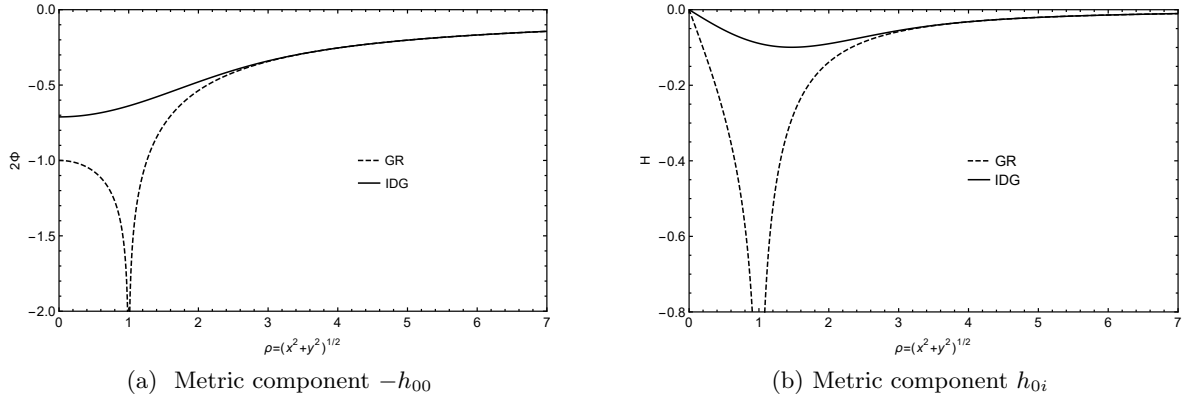 0.0
−0.5
−1.0
−1.5
−2.0
2Φ
0 1 2 3 4 5 6 7
ρ=(x²+y²)^1/2
GR
IDG
(a) Metric component −h₀₀
0.0
−0.2
−0.4
−0.6
−0.8
H
0 1 2 3 4 5 6 7
ρ=(x²+y²)^1/2
GR
IDG
(b) Metric component h₀ᵢ